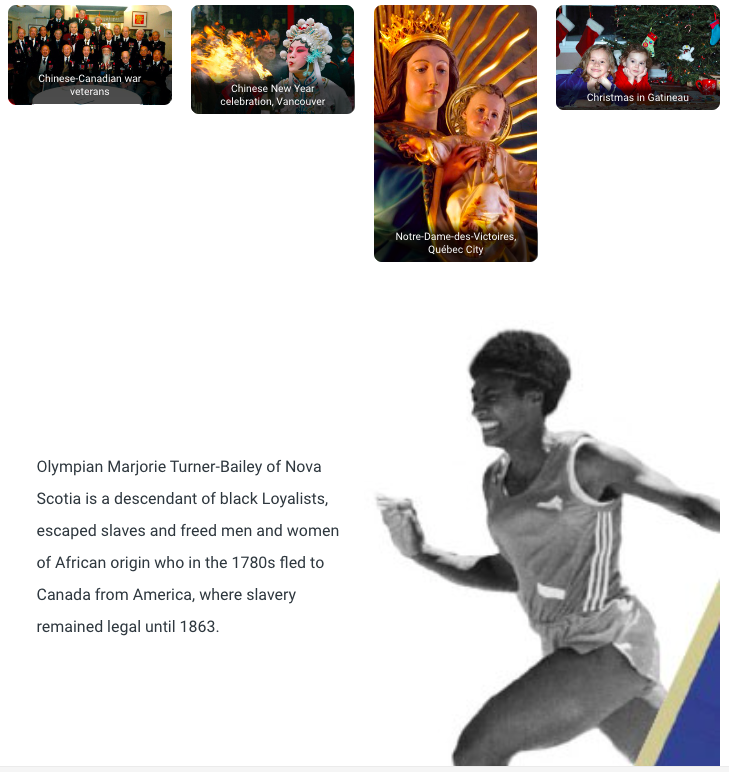 Chinese-Canadian war
veterans
Chinese New Year
celebration, Vancouver
Notre-Dame-des-Victoires,
Québec City
Christmas in Gatineau
Olympian Marjorie Turner-Bailey of Nova
Scotia is a descendant of black Loyalists,
escaped slaves and freed men and women
of African origin who in the 1780s fled to
Canada from America, where slavery
remained legal until 1863.